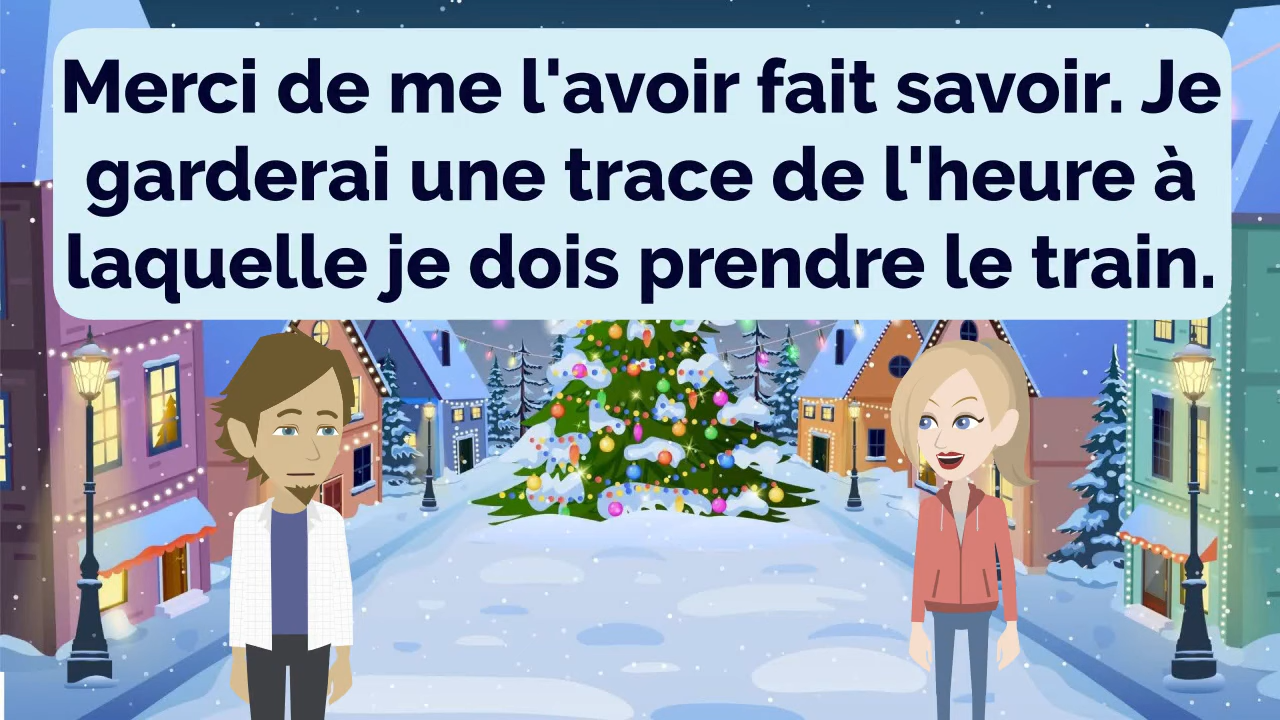 Merci de me l'avoir fait savoir. Je
garderai une trace de l'heure à
laquelle je dois prendre le train.